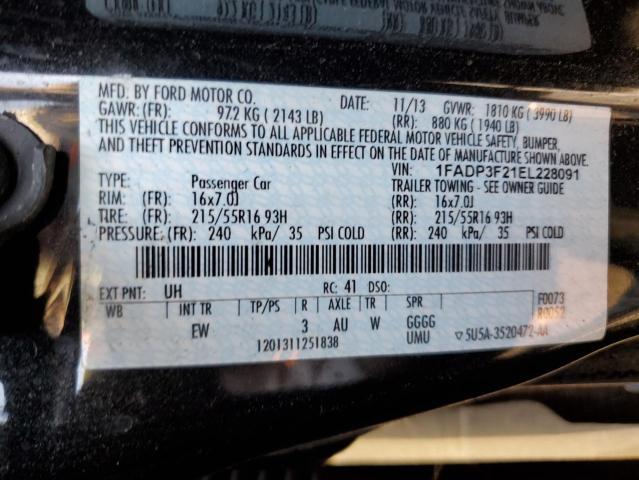 MFD. BY FORD MOTOR CO.
DATE: 11/13 GVWR: 1810 KG ( 3990 LB)
GAWR: (FR): 972 KG ( 2143 LB) (RR): 880 KG ( 1940 LB)
THIS VEHICLE CONFORMS TO ALL APPLICABLE FEDERAL MOTOR VEHICLE SAFETY, BUMPER,
AND THEFT PREVENTION STANDARDS IN EFFECT ON THE DATE OF MANUFACTURE SHOWN ABOVE.
VIN: 1FADP3F21EL228091
TYPE: Passenger Car TRAILER TOWING - SEE OWNER GUIDE
RIM: (FR): 16x7.0J (RR): 16x7.0J
TIRE: (FR): 215/55R16 93H (RR): 215/55R16 93H
PRESSURE: (FR): 240 kPa/ 35 PSI COLD (RR): 240 kPa/ 35 PSI COLD
EXT PNT: UH RC: 41 DSO:
WB INT TR TP/PS R AXLE TR SPR F0073
R0052
EW 3 AU W GGGG
UMU ▽5U5A-3520472-AA
1201311251838